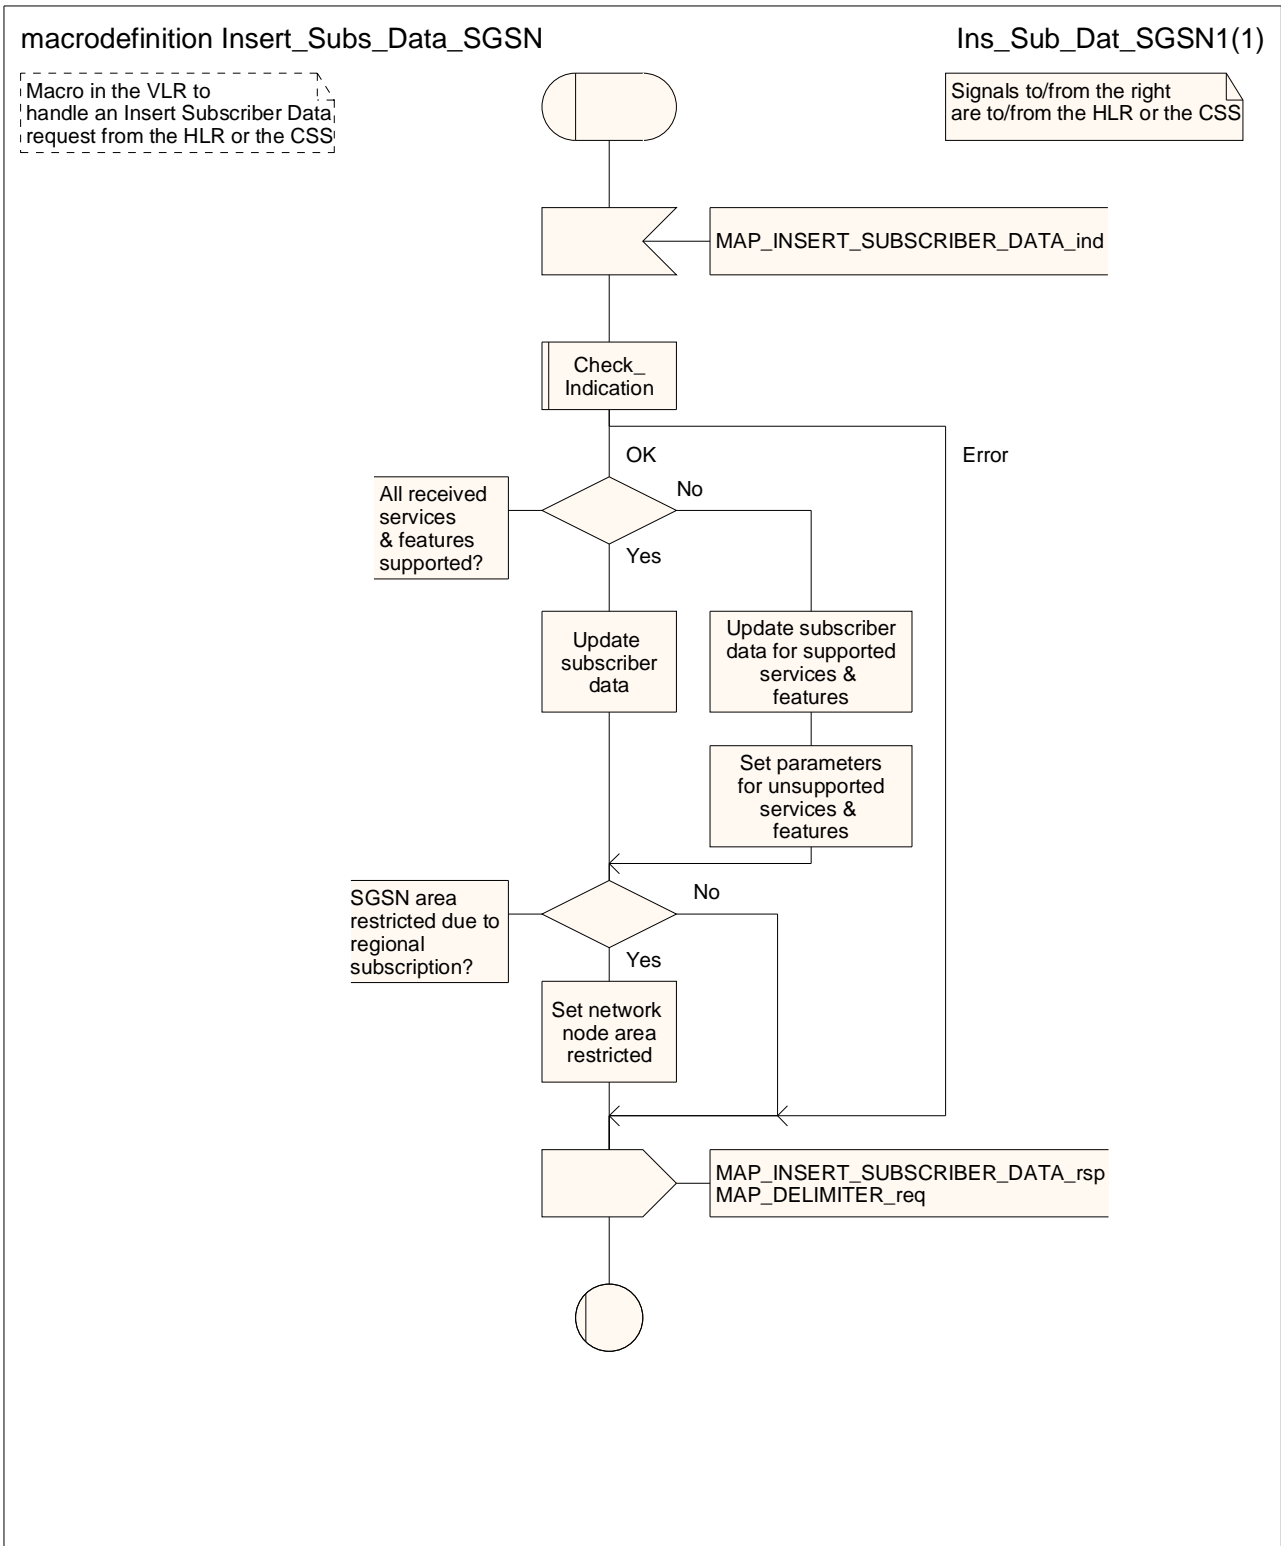 macrodefinition Insert_Subs_Data_SGSN
Ins_Sub_Dat_SGSN1(1)
Macro in the VLR to
handle an Insert Subscriber Data
request from the HLR or the CSS
Signals to/from the right
are to/from the HLR or the CSS
MAP_INSERT_SUBSCRIBER_DATA_ind
Check_
Indication
OK
Error
All received
services
& features
supported?
No
Yes
Update
subscriber
data
Update subscriber
data for supported
services &
features
Set parameters
for unsupported
services &
features
SGSN area
restricted due to
regional
subscription?
No
Yes
Set network
node area
restricted
MAP_INSERT_SUBSCRIBER_DATA_rsp
MAP_DELIMITER_req